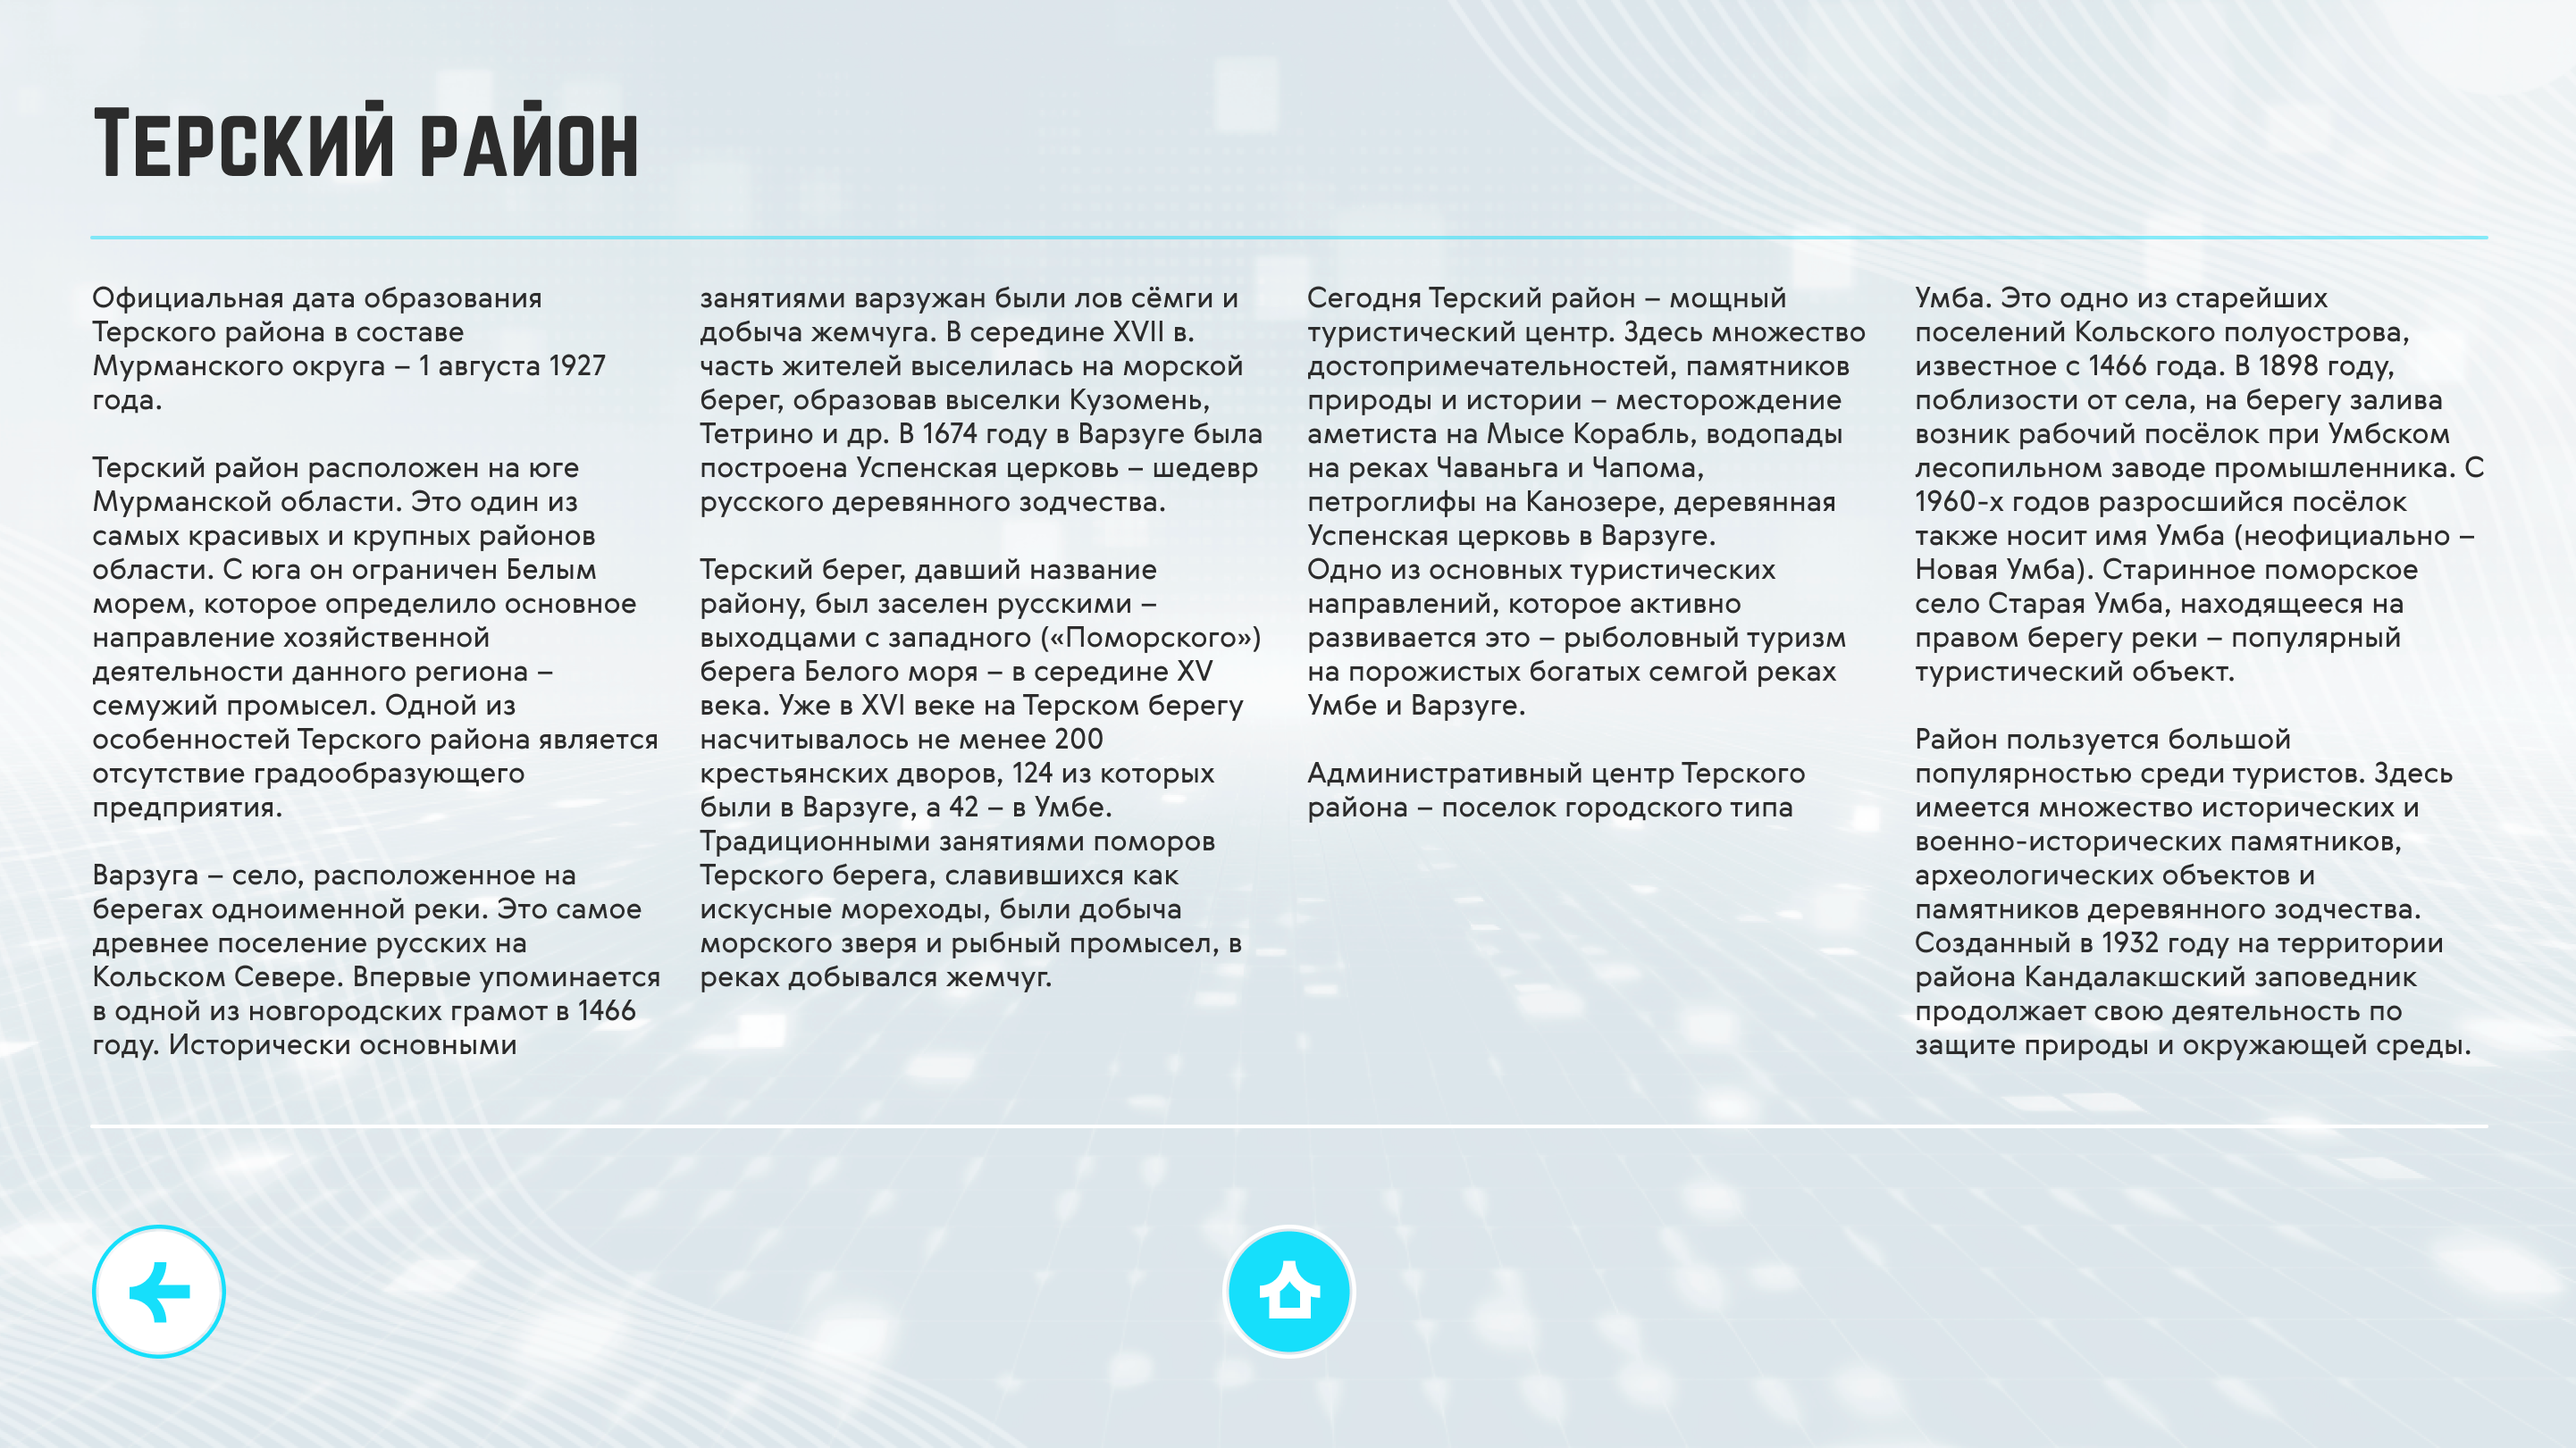 Терский район
Официальная дата образования
Терского района в составе
Мурманского округа – 1 августа 1927
года.
Терский район расположен на юге
Мурманской области. Это один из
самых красивых и крупных районов
области. С юга он ограничен Белым
морем, которое определило основное
направление хозяйственной
деятельности данного региона –
семужий промысел. Одной из
особенностей Терского района является
отсутствие градообразующего
предприятия.
Варзуга – село, расположенное на
берегах одноименной реки. Это самое
древнее поселение русских на
Кольском Севере. Впервые упоминается
в одной из новгородских грамот в 1466
году. Исторически основными
занятиями варзужан были лов сёмги и
добыча жемчуга. В середине XVII в.
часть жителей выселилась на морской
берег, образовав выселки Кузомень,
Тетрино и др. В 1674 году в Варзуге была
построена Успенская церковь – шедевр
русского деревянного зодчества.
Терский берег, давший название
району, был заселен русскими –
выходцами с западного («Поморского»)
берега Белого моря – в середине XV
века. Уже в XVI веке на Терском берегу
насчитывалось не менее 200
крестьянских дворов, 124 из которых
были в Варзуге, а 42 – в Умбе.
Традиционными занятиями поморов
Терского берега, славившихся как
искусные мореходы, были добыча
морского зверя и рыбный промысел, в
реках добывался жемчуг.
Сегодня Терский район – мощный
туристический центр. Здесь множество
достопримечательностей, памятников
природы и истории – месторождение
аметиста на Мысе Корабль, водопады
на реках Чаваньга и Чапома,
петроглифы на Канозере, деревянная
Успенская церковь в Варзуге.
Одно из основных туристических
направлений, которое активно
развивается это – рыболовный туризм
на порожистых богатых семгой реках
Умбе и Варзуге.
Административный центр Терского
района – поселок городского типа
Умба. Это одно из старейших
поселений Кольского полуострова,
известное с 1466 года. В 1898 году,
поблизости от села, на берегу залива
возник рабочий посёлок при Умбском
лесопильном заводе промышленника. С
1960-х годов разросшийся посёлок
также носит имя Умба (неофициально –
Новая Умба). Старинное поморское
село Старая Умба, находящееся на
правом берегу реки – популярный
туристический объект.
Район пользуется большой
популярностью среди туристов. Здесь
имеется множество исторических и
военно-исторических памятников,
археологических объектов и
памятников деревянного зодчества.
Созданный в 1932 году на территории
района Кандалакшский заповедник
продолжает свою деятельность по
защите природы и окружающей среды.